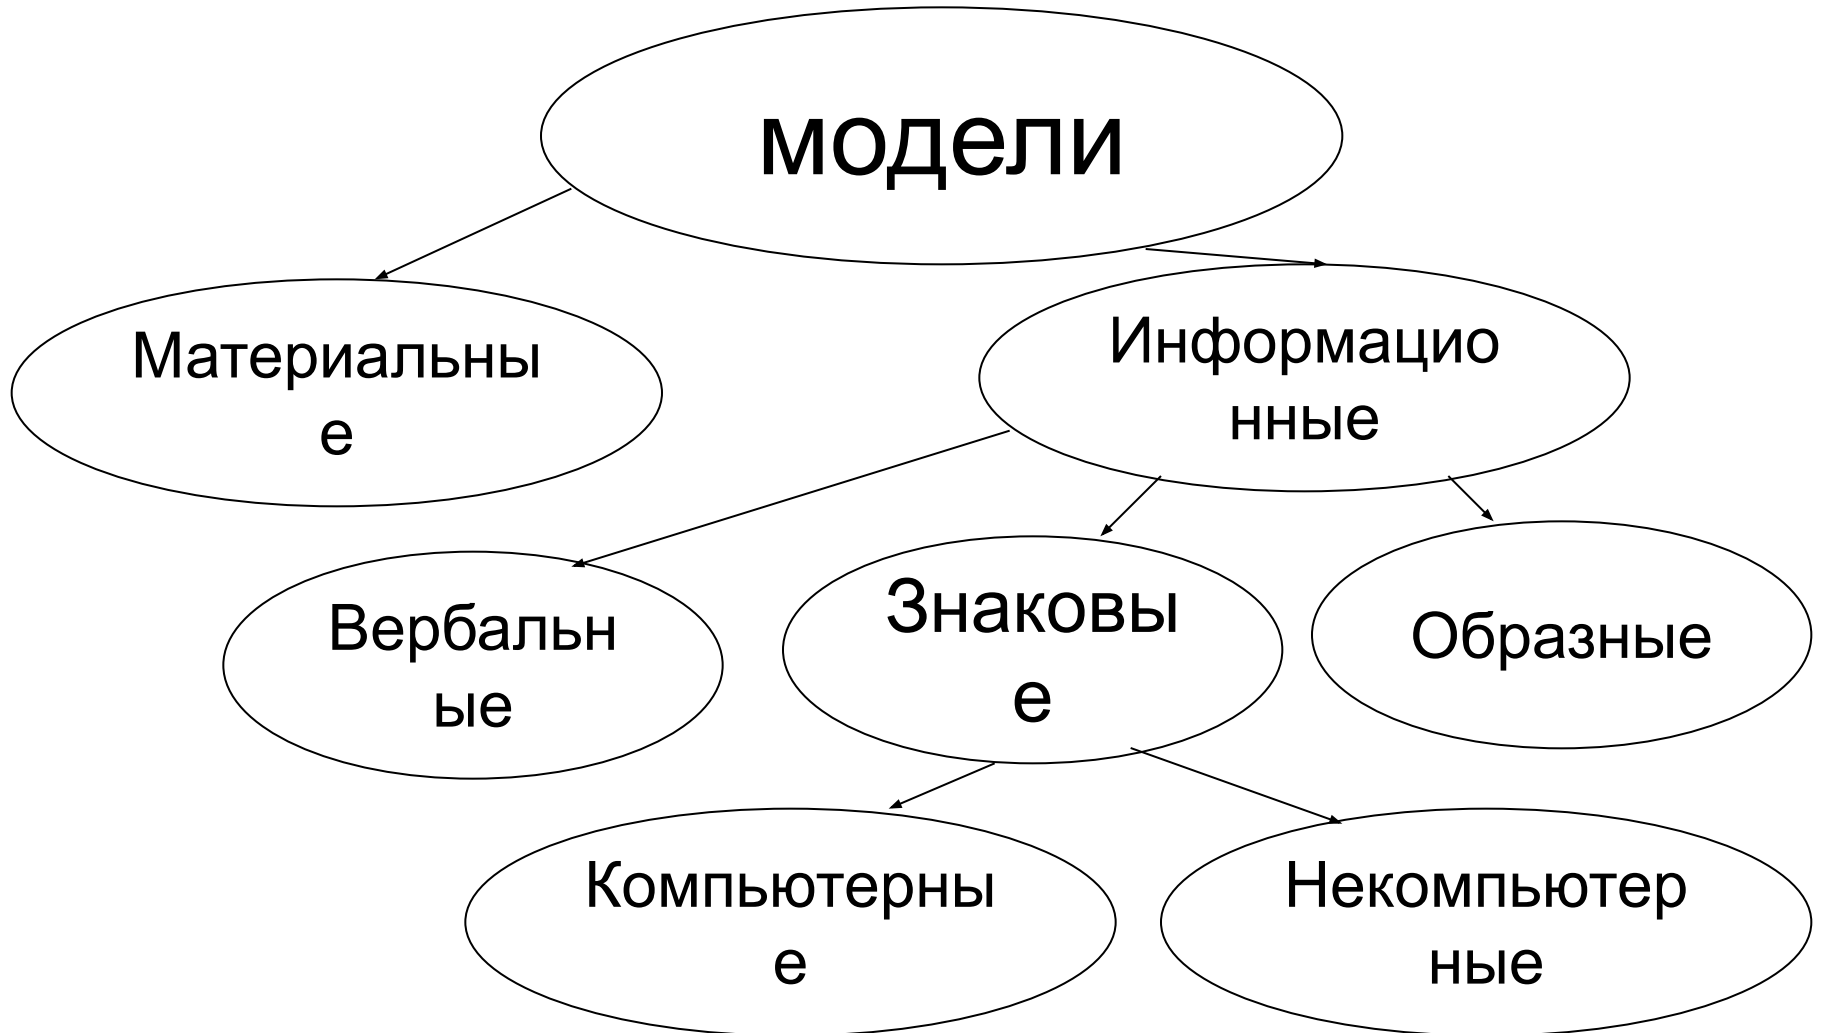 модели
Материальны
е
Информацио
нные
Вербальн
ые
Знаковы
е
Образные
Компьютерны
е
Некомпьютер
ные